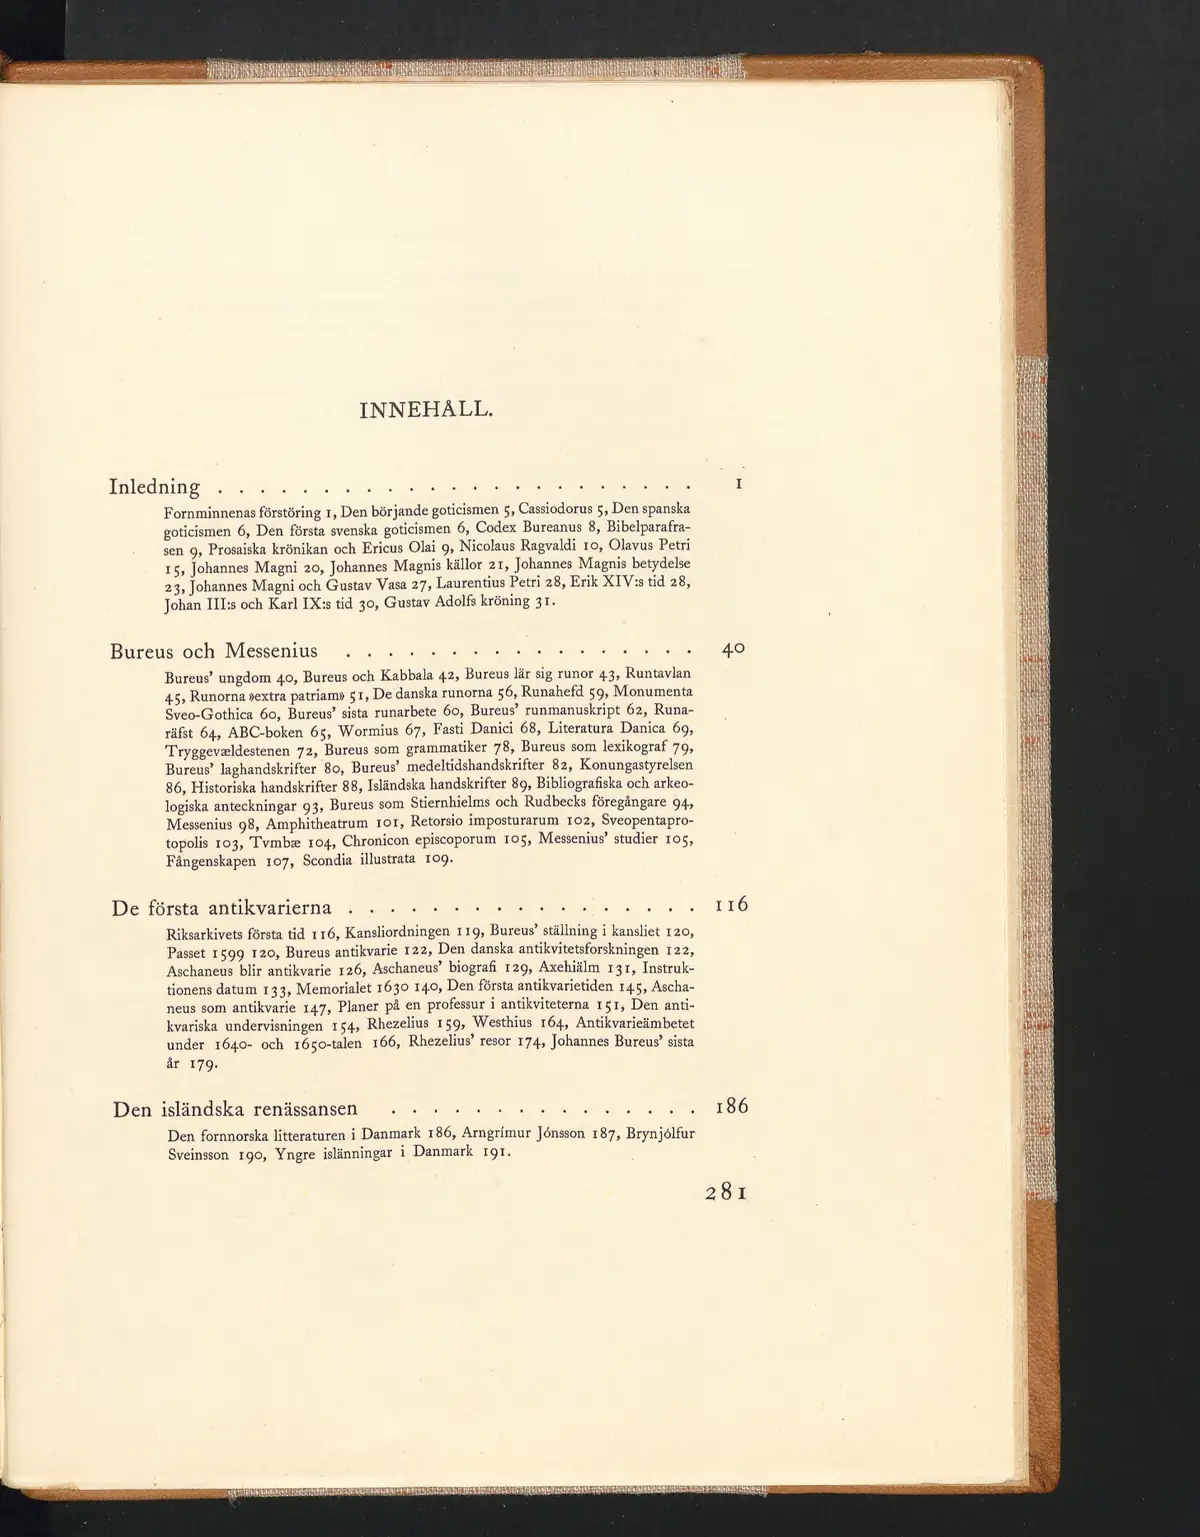 INNEHÅLL.
Inledning . . . . . . . . . . . . . . . . . . . . . . . 1
Fornminnenas förstöring 1, Den börjande goticismen 5, Cassiodorus 5, Den spanska
goticismen 6, Den första svenska goticismen 6, Codex Bureanus 8, Bibelparafra-
sen 9, Prosaiska krönikan och Ericus Olai 9, Nicolaus Ragvaldi 10, Olavus Petri
15, Johannes Magni 20, Johannes Magnis källor 21, Johannes Magnis betydelse
23, Johannes Magni och Gustav Vasa 27, Laurentius Petri 28, Erik XIV:s tid 28,
Johan III:s och Karl IX:s tid 30, Gustav Adolfs kröning 31.
Bureus och Messenius . . . . . . . . . . . . . . . . . 40
Bureus’ ungdom 40, Bureus och Kabbala 42, Bureus lär sig runor 43, Runtavlan
45, Runorna »extra patriam» 51, De danska runorna 56, Runahefd 59, Monumenta
Sveo-Gothica 60, Bureus’ sista runarbete 60, Bureus’ runmanuskript 62, Runa-
räfst 64, ABC-boken 65, Wormius 67, Fasti Danici 68, Literatura Danica 69,
Tryggevældestenen 72, Bureus som grammatiker 78, Bureus som lexikograf 79,
Bureus’ laghandskrifter 80, Bureus’ medeltidshandskrifter 82, Konungastyrelsen
86, Historiska handskrifter 88, Isländska handskrifter 89, Bibliografiska och arkeo-
logiska anteckningar 93, Bureus som Stiernhielms och Rudbecks föregångare 94,
Messenius 98, Amphitheatrum 101, Retorsio imposturarum 102, Sveopentapro-
topolis 103, Tvmbæ 104, Chronicon episcoporum 105, Messenius’ studier 105,
Fångenskapen 107, Scondia illustrata 109.
De första antikvarierna . . . . . . . . . . . . . . . . . 116
Riksarkivets första tid 116, Kansliordningen 119, Bureus’ ställning i kansliet 120,
Passet 1599 120, Bureus antikvarie 122, Den danska antikvitetsforskningen 122,
Aschaneus blir antikvarie 126, Aschaneus’ biografi 129, Axehiälm 131, Instruk-
tionens datum 133, Memorialet 1630 140, Den första antikvarietiden 145, Ascha-
neus som antikvarie 147, Planer på en professur i antikviteterna 151, Den anti-
kvariska undervisningen 154, Rhezelius 159, Westhius 164, Antikvarieämbetet
under 1640- och 1650-talen 166, Rhezelius’ resor 174, Johannes Bureus’ sista
år 179.
Den isländska renässansen . . . . . . . . . . . . . . . 186
Den fornnorska litteraturen i Danmark 186, Arngrímur Jónsson 187, Brynjólfur
Sveinsson 190, Yngre islänningar i Danmark 191.
281